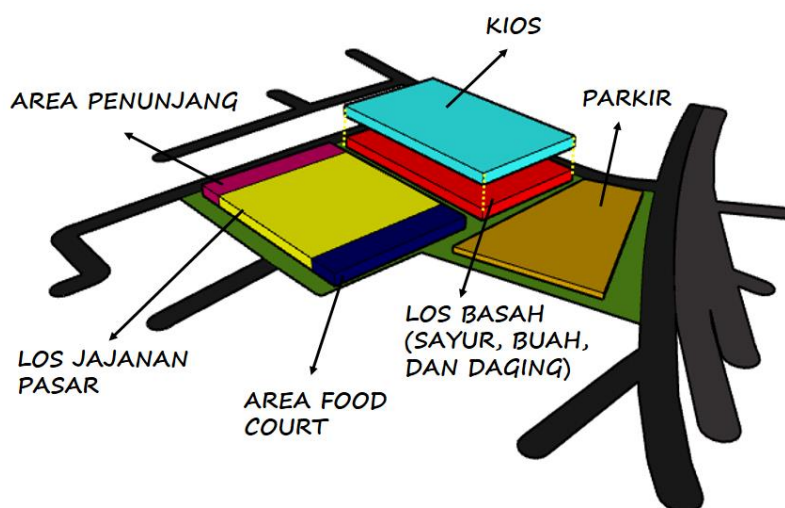 KIOS
AREA PENUNJANG
PARKIR
LOS BASAH
(SAYUR, BUAH,
DAN DAGING)
LOS JAJANAN
PASAR
AREA FOOD
COURT